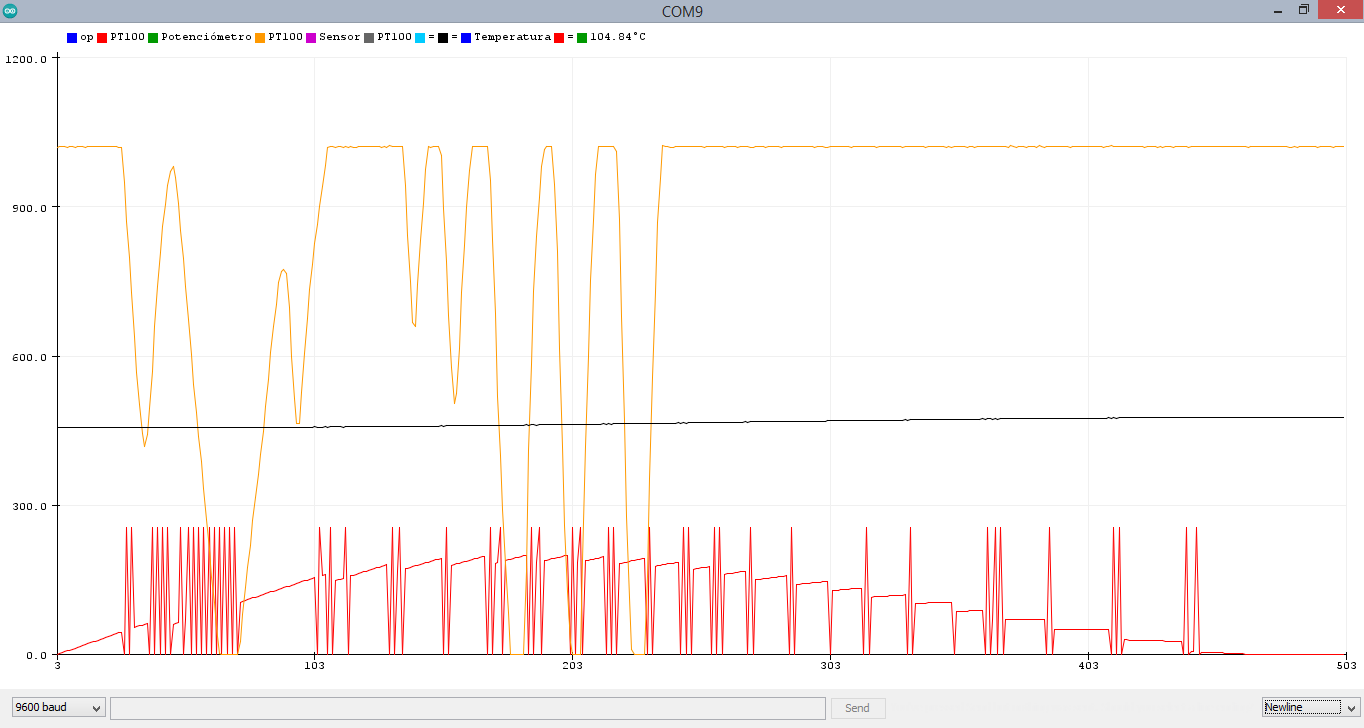 COM9
op PT100 Potenciómetro PT100 Sensor PT100 = = Temperatura = 104.84°C
1200.0
900.0
600.0
300.0
0.0
3 103 203 303 403 503
9600 baud Send Newline